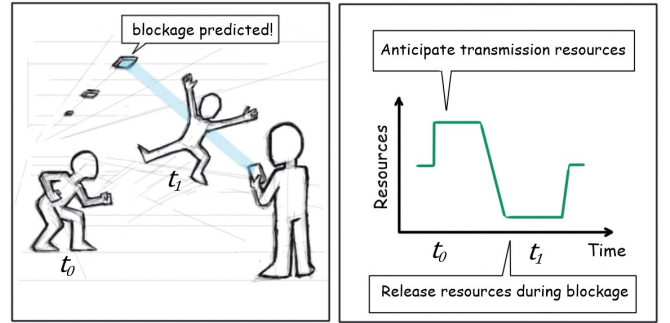 blockage predicted!
t₁
t₀
Anticipate transmission resources
Resources
t₀
t₁
Time
Release resources during blockage